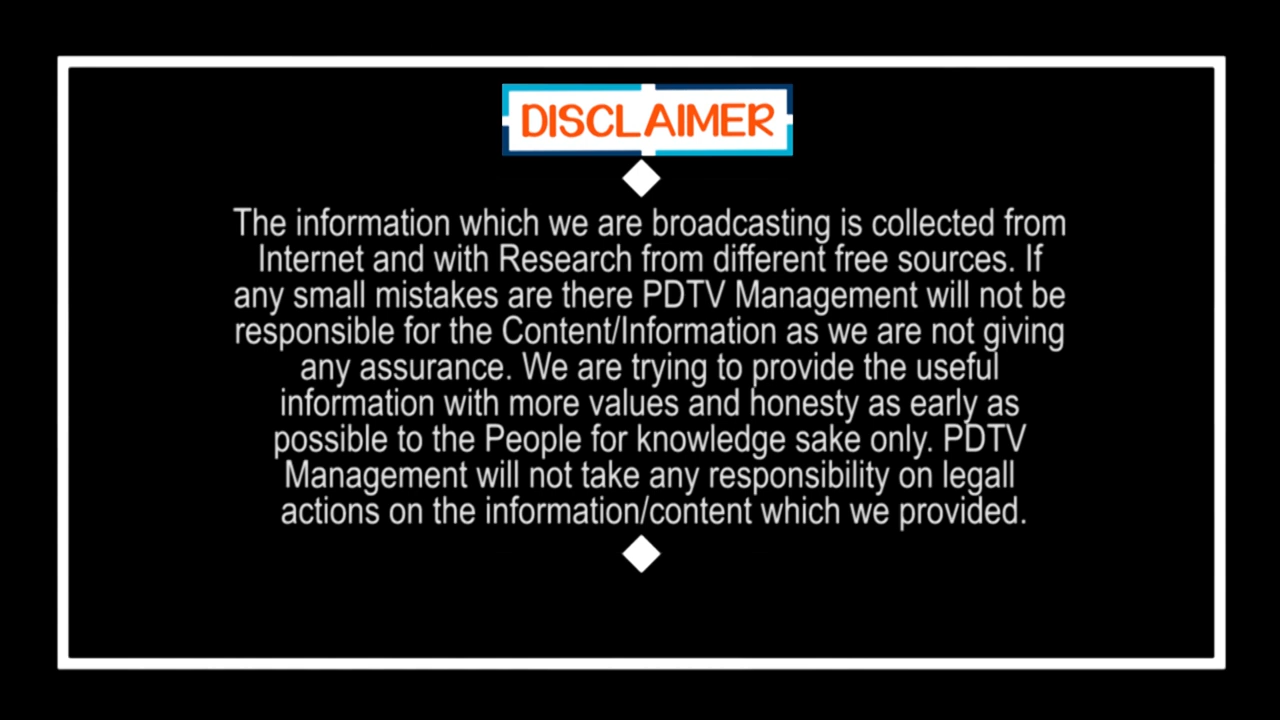 DISCLAIMER
The information which we are broadcasting is collected from
Internet and with Research from different free sources. If
any small mistakes are there PDTV Management will not be
responsible for the Content/Information as we are not giving
any assurance. We are trying to provide the useful
information with more values and honesty as early as
possible to the People for knowledge sake only. PDTV
Management will not take any responsibility on legall
actions on the information/content which we provided.